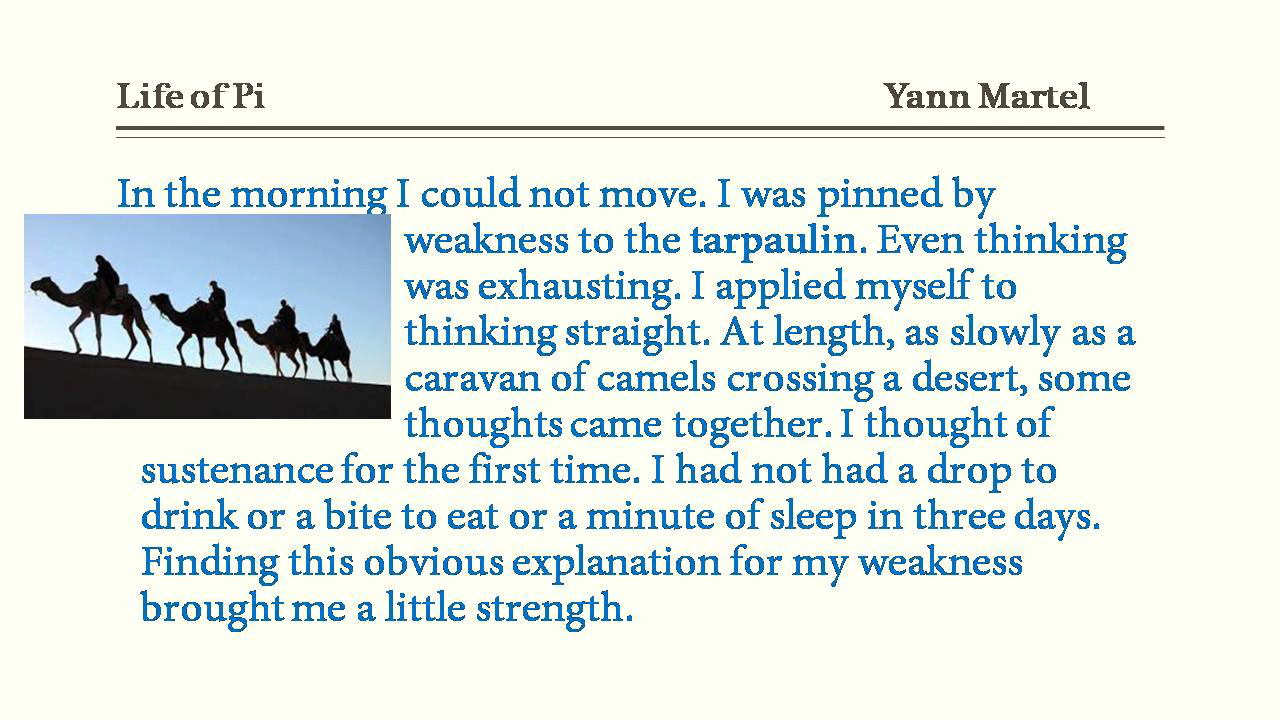 Life of Pi Yann Martel
In the morning I could not move. I was pinned by
weakness to the tarpaulin. Even thinking
was exhausting. I applied myself to
thinking straight. At length, as slowly as a
caravan of camels crossing a desert, some
thoughts came together. I thought of
sustenance for the first time. I had not had a drop to
drink or a bite to eat or a minute of sleep in three days.
Finding this obvious explanation for my weakness
brought me a little strength.